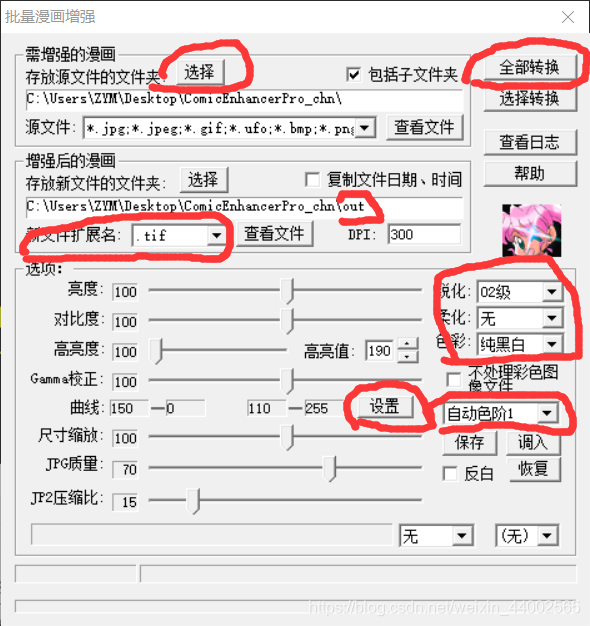 批量漫画增强
需增强的漫画
存放源文件的文件夹: 选择 包括子文件夹 全部转换
C:\Users\ZYM\Desktop\ComicEnhancerPro_chn\ 选择转换
源文件: *.jpg;*.jpeg;*.gif;*.ufo;*.bmp;*.png 查看文件
查看日志
增强后的漫画
存放新文件的文件夹: 选择 复制文件日期、时间 帮助
C:\Users\ZYM\Desktop\ComicEnhancerPro_chn\out
新文件扩展名: .tif 查看文件 DPI: 300
选项:
亮度: 100 锐化: 02级
对比度: 100 柔化: 无
高亮度: 100 高亮值: 190 色彩: 纯黑白
Gamma校正: 100 不处理彩色图像文件
曲线: 150 —0 110 —255 设置 自动色阶1
尺寸缩放: 100 保存 调入
JPG质量: 70 反白 恢复
JP2压缩比: 15
无 (无)
https://blog.csdn.net/weixin_44002566